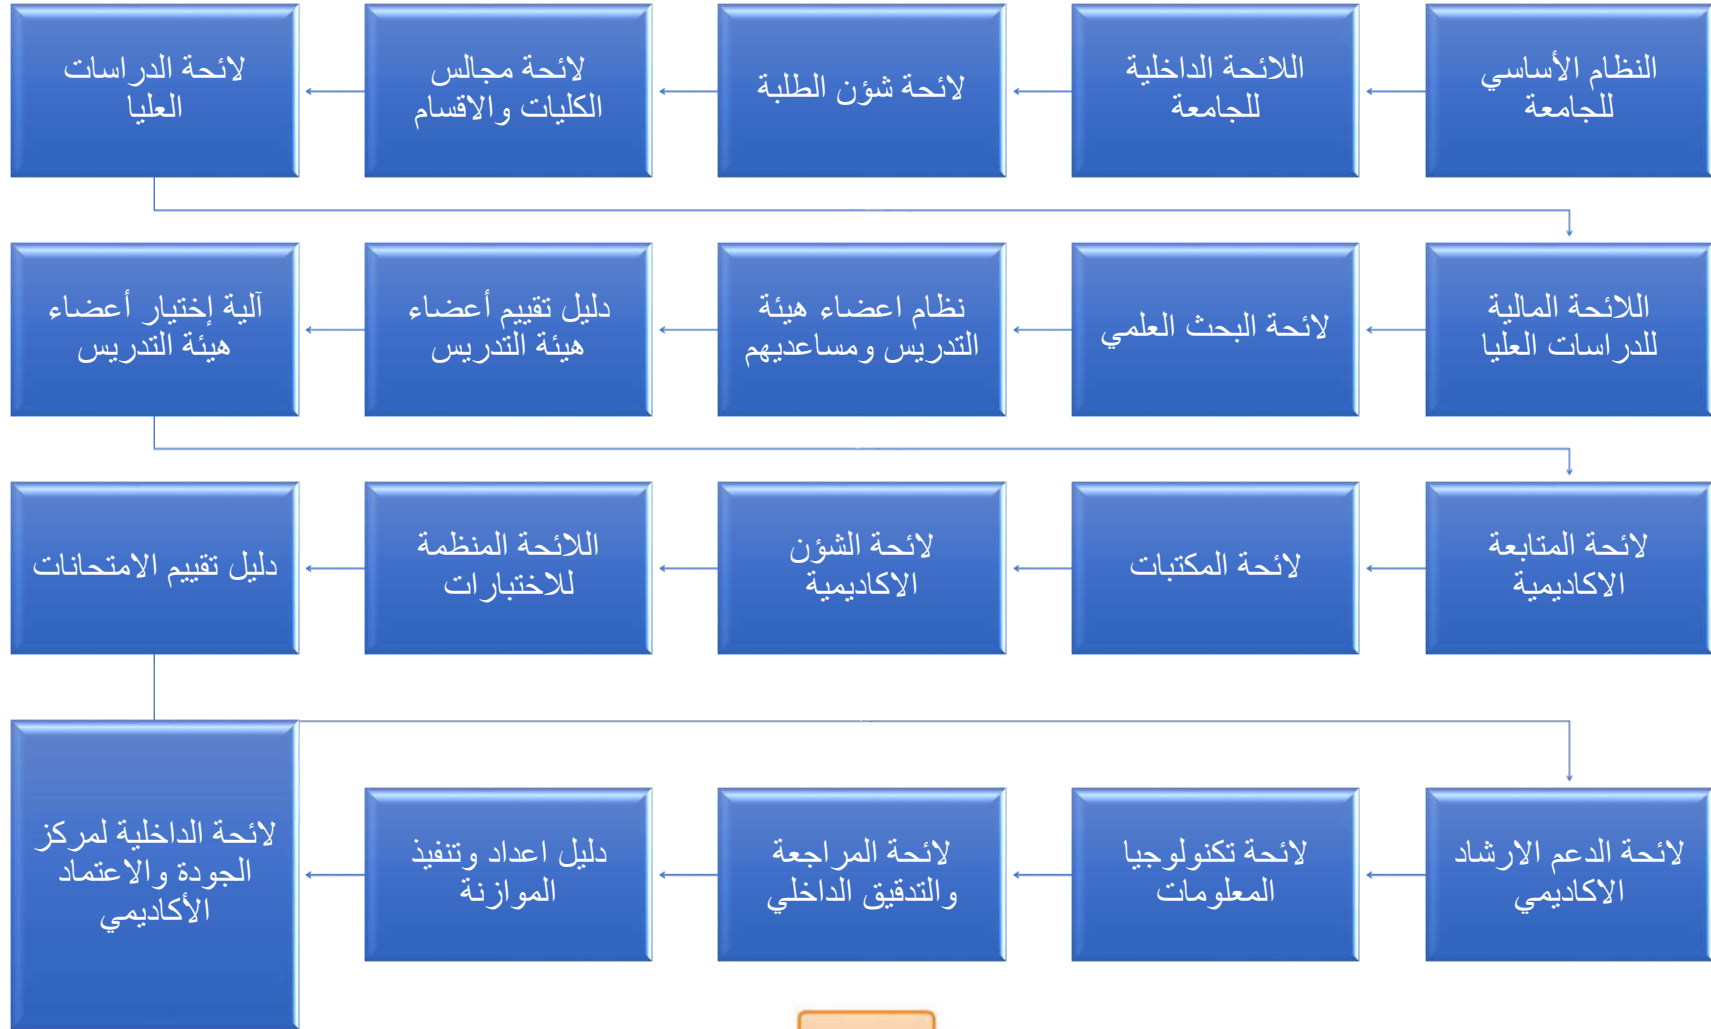 النظام الأساسي
للجامعة
اللائحة الداخلية
للجامعة
لائحة شؤن الطلبة
لائحة مجالس
الكليات والاقسام
لائحة الدراسات
العليا
اللائحة المالية
للدراسات العليا
لائحة البحث العلمي
نظام اعضاء هيئة
التدريس ومساعديهم
دليل تقييم أعضاء
هيئة التدريس
آلية إختيار أعضاء
هيئة التدريس
لائحة المتابعة
الاكاديمية
لائحة المكتبات
لائحة الشؤن
الاكاديمية
اللائحة المنظمة
للاختبارات
دليل تقييم الامتحانات
لائحة الدعم الارشاد
الاكاديمي
لائحة تكنولوجيا
المعلومات
لائحة المراجعة
والتدقيق الداخلي
دليل اعداد وتنفيذ
الموازنة
لائحة الداخلية لمركز
الجودة والاعتماد
الأكاديمي